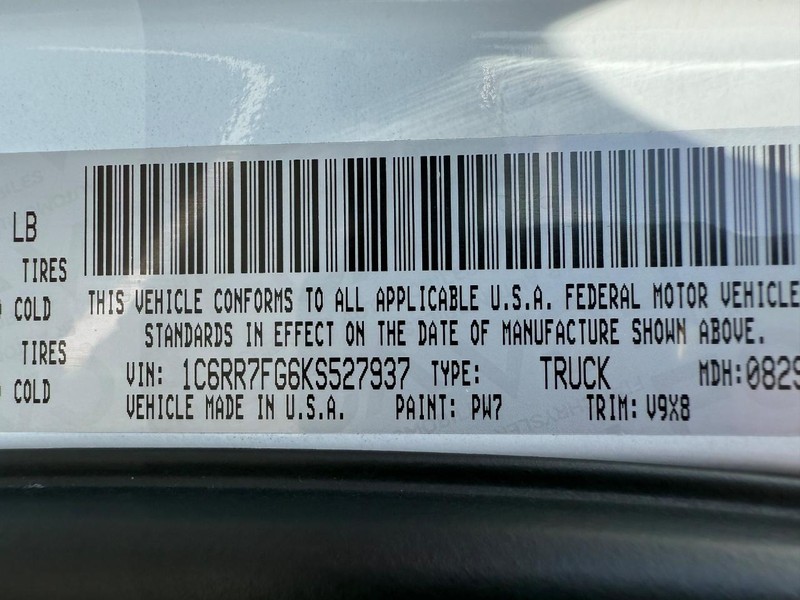 LB
TIRES
COLD
TIRES
COLD
THIS VEHICLE CONFORMS TO ALL APPLICABLE U.S.A. FEDERAL MOTOR VEHICLE
STANDARDS IN EFFECT ON THE DATE OF MANUFACTURE SHOWN ABOVE.
VIN: 1C6RR7FG6KS527937 TYPE: TRUCK MDH:0829
VEHICLE MADE IN U.S.A. PAINT: PW7 TRIM: V9X8